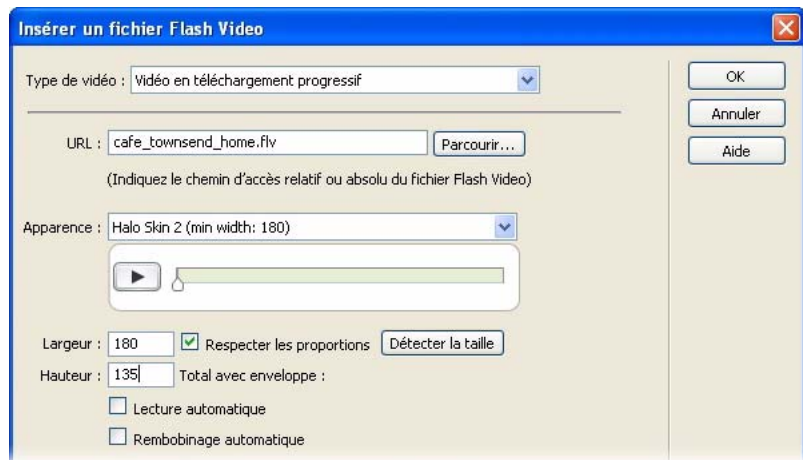 Insérer un fichier Flash Video
Type de vidéo : Vidéo en téléchargement progressif
OK
Annuler
URL : cafe_townsend_home.flv Parcourir...
Aide
(Indiquez le chemin d'accès relatif ou absolu du fichier Flash Video)
Apparence : Halo Skin 2 (min width: 180)
Largeur : 180 Respecter les proportions Détecter la taille
Hauteur : 135 Total avec enveloppe :
Lecture automatique
Rembobinage automatique